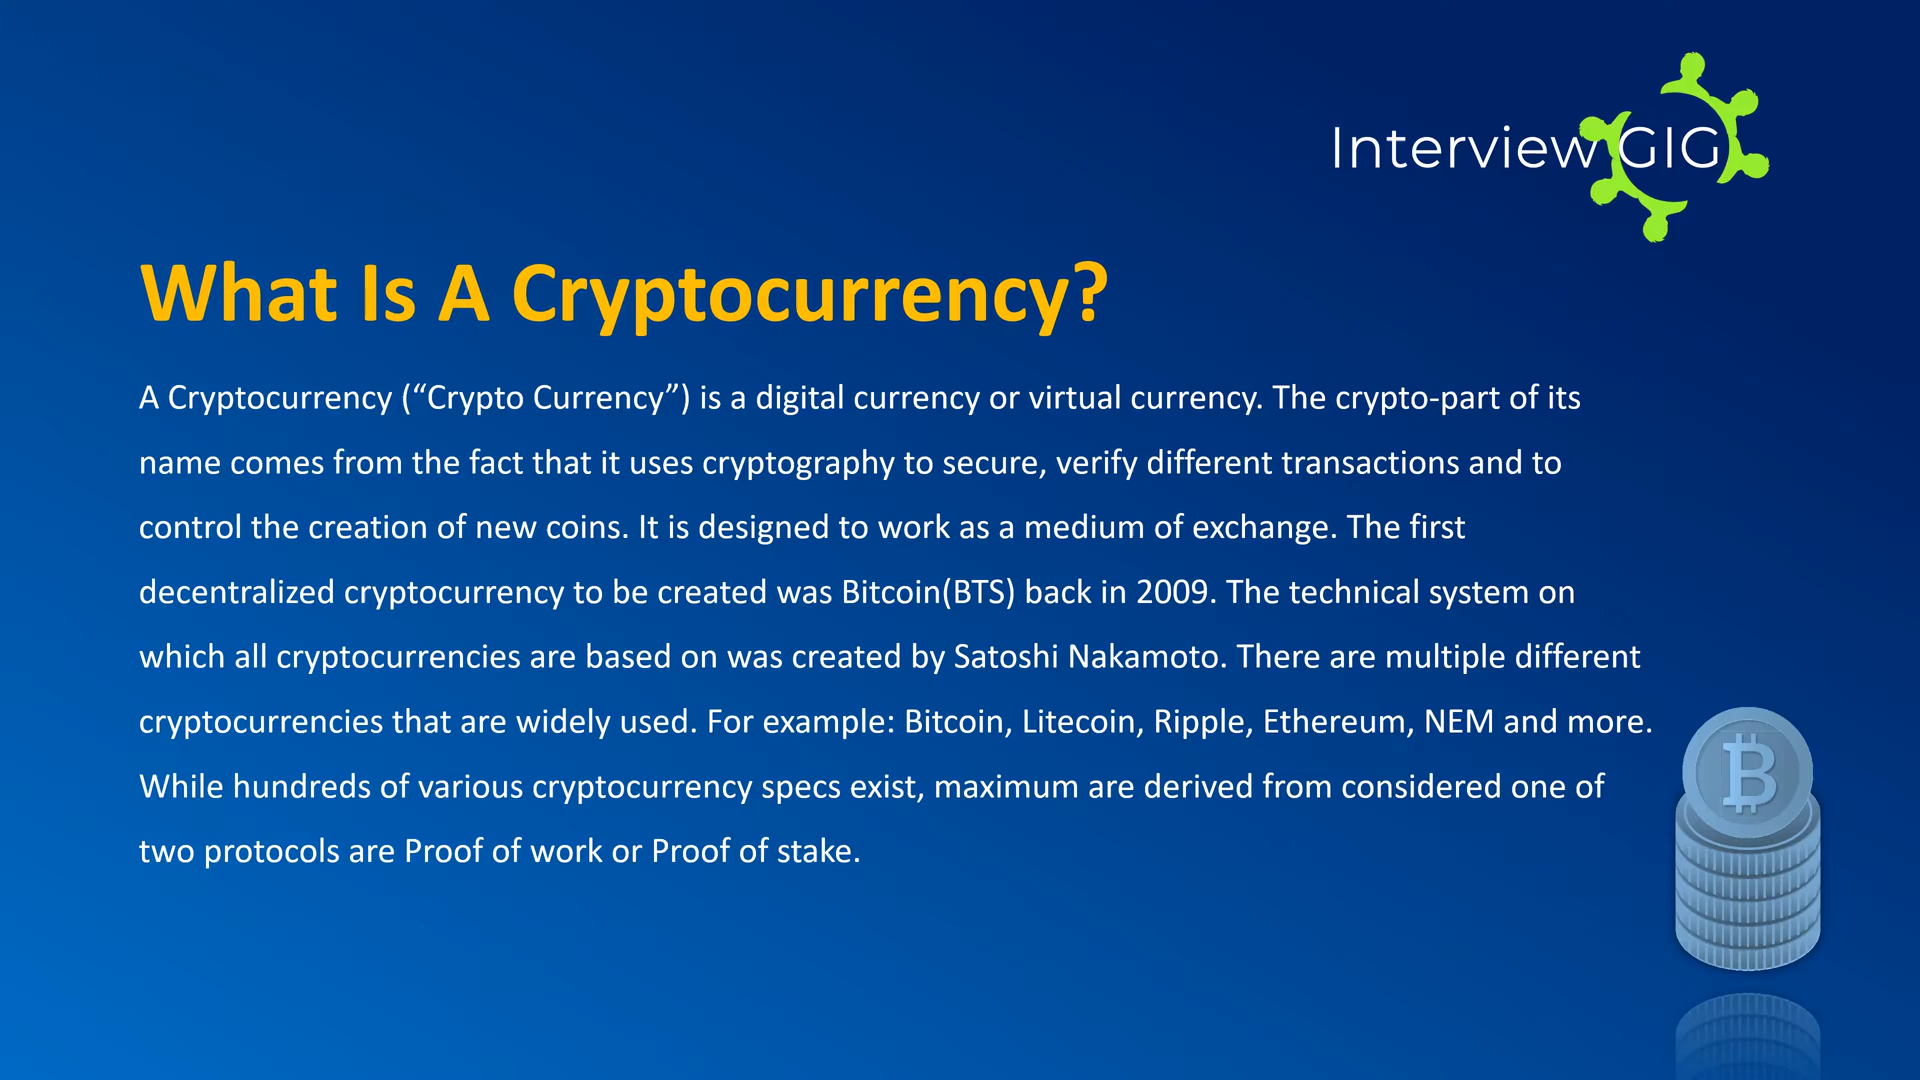 Interview GIG
What Is A Cryptocurrency?
A Cryptocurrency (“Crypto Currency”) is a digital currency or virtual currency. The crypto-part of its
name comes from the fact that it uses cryptography to secure, verify different transactions and to
control the creation of new coins. It is designed to work as a medium of exchange. The first
decentralized cryptocurrency to be created was Bitcoin(BTS) back in 2009. The technical system on
which all cryptocurrencies are based on was created by Satoshi Nakamoto. There are multiple different
cryptocurrencies that are widely used. For example: Bitcoin, Litecoin, Ripple, Ethereum, NEM and more.
While hundreds of various cryptocurrency specs exist, maximum are derived from considered one of
two protocols are Proof of work or Proof of stake.